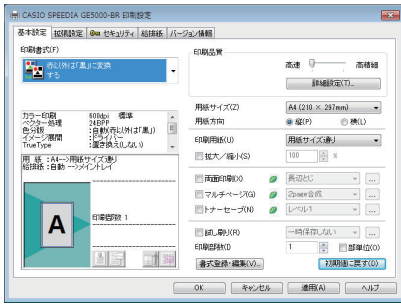 CASIO SPEEDIA GE5000-BR 印刷設定
基本設定 拡張設定 セキュリティ 給排紙 バージョン情報
印刷書式(F)
赤以外は「黒」に変換
する
カラー印刷 600dpi 標準
ベクター処理 24BPP
色分版 :自動(赤以外は「黒」)
イメージ展開 :ドライバー
TrueType :置き換え(しない)
用 紙 :A4-->用紙サイズ通り
給排紙 :自動 -->メイントレイ
A
印刷部数 1
印刷品質
高速 高精細
詳細設定(T)...
用紙サイズ(Z) A4 (210 × 297mm)
用紙方向 縦(P) 横(L)
印刷用紙(U) 用紙サイズ通り
拡大/縮小(S) 100 %
両面印刷(X) 長辺とじ ...
マルチページ(G) 2page合成 ...
トナーセーブ(N) レベル1 ...
試し刷り(R) 一時保存しない ...
印刷部数(I) 1 部単位(O)
書式登録・編集(V)... 初期値に戻す(D)
OK キャンセル 適用(A) ヘルプ